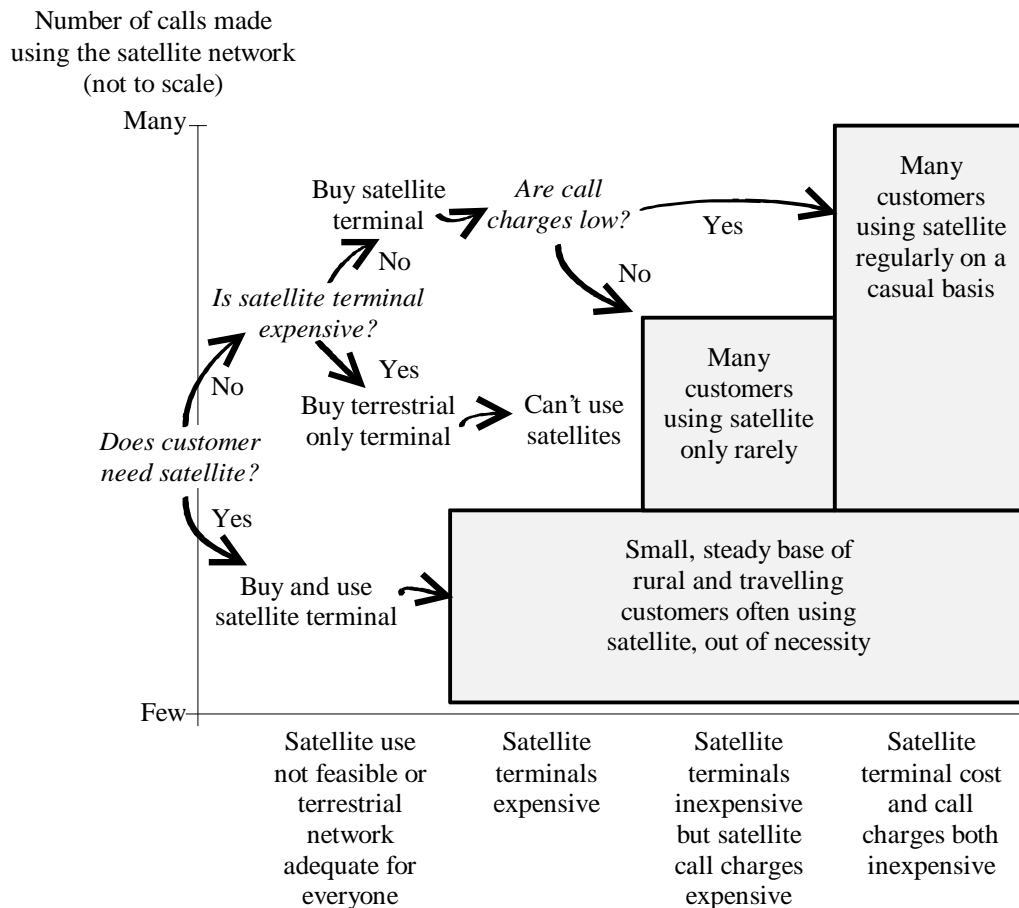 Number of calls made
using the satellite network
(not to scale)
Many
Buy satellite
terminal
Are call
charges low?
Yes
Many
customers
using satellite
regularly on a
casual basis
No
No
Is satellite terminal
expensive?
Yes
Many
customers
using satellite
only rarely
No
Buy terrestrial
only terminal
Can't use
satellites
Does customer
need satellite?
Yes
Buy and use
satellite terminal
Small, steady base of
rural and travelling
customers often using
satellite, out of necessity
Few
Satellite use
not feasible or
terrestrial
network
adequate for
everyone
Satellite
terminals
expensive
Satellite
terminals
inexpensive
but satellite
call charges
expensive
Satellite
terminal cost
and call
charges both
inexpensive